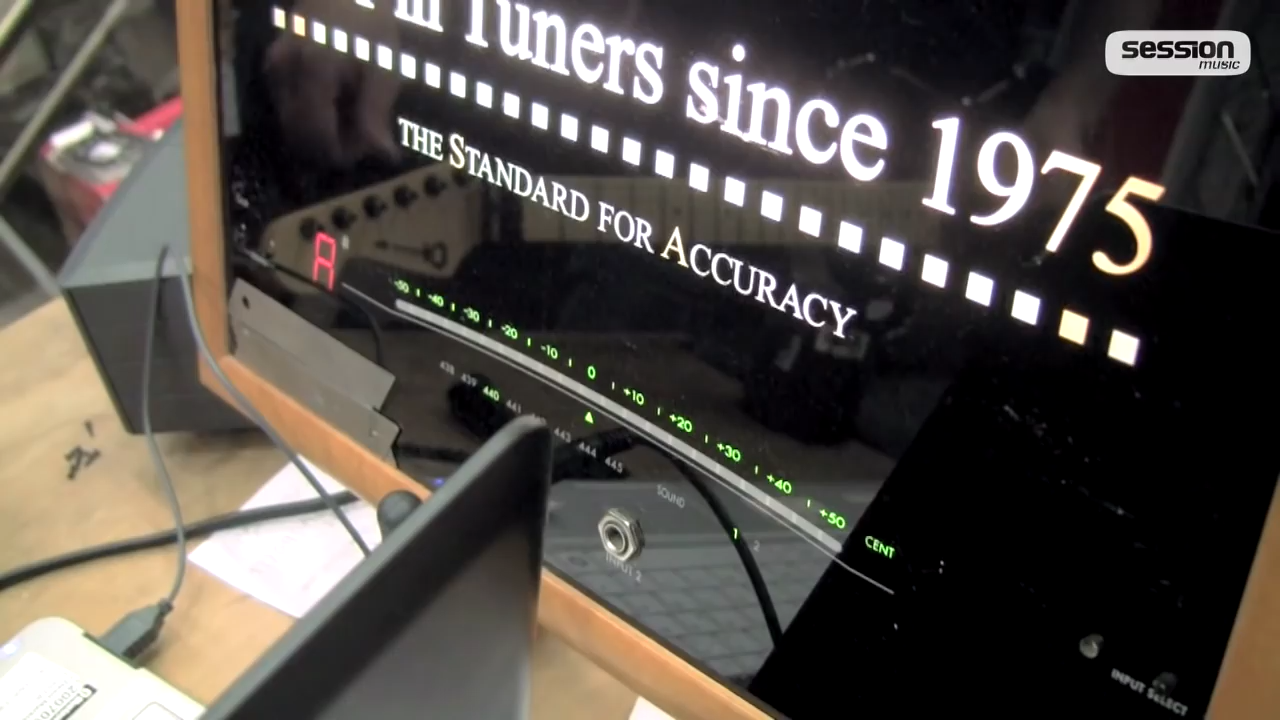 session
music
Tuners since 1975
THE STANDARD FOR ACCURACY
A
-50 -40 -30 -20 -10 0 +10 +20 +30 +40 +50 CENT
438 439 440 441 443 444 445
SOUND
1 2
INPUT 2
INPUT SELECT